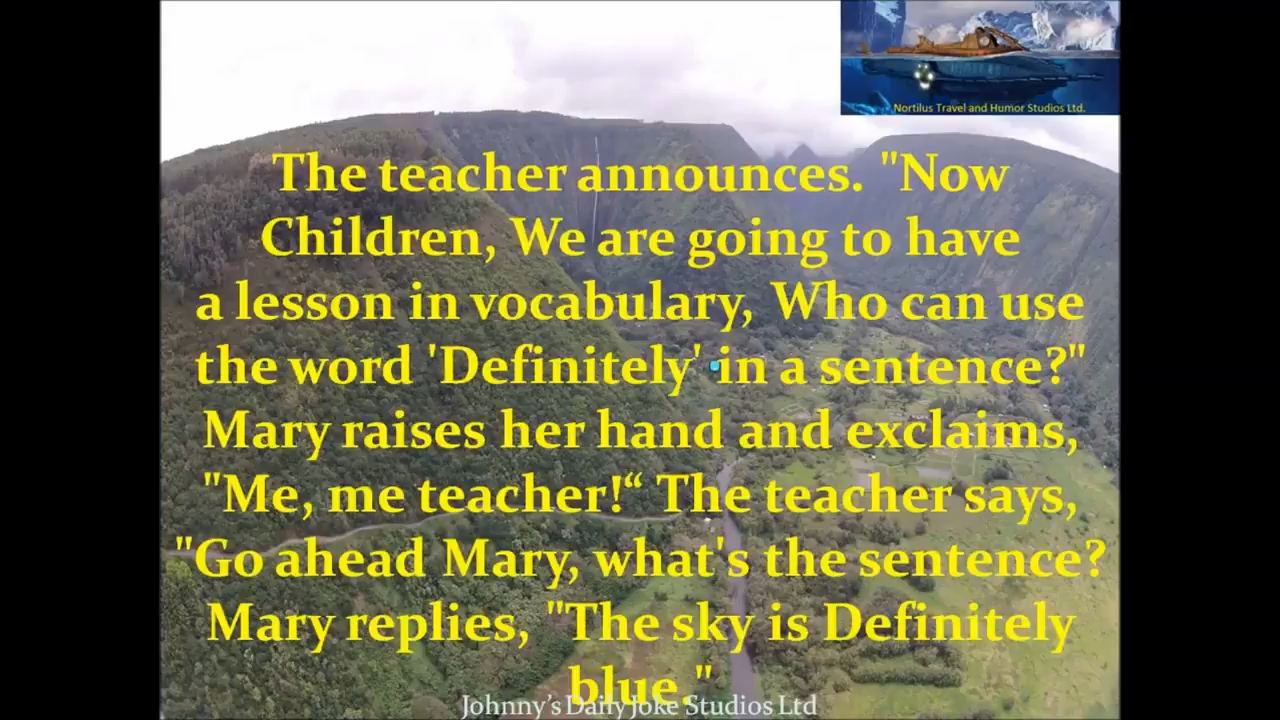 Nortilus Travel and Humor Studios Ltd.
The teacher announces. "Now
Children, We are going to have
a lesson in vocabulary, Who can use
the word 'Definitely' in a sentence?"
Mary raises her hand and exclaims,
"Me, me teacher!“ The teacher says,
"Go ahead Mary, what's the sentence?
Mary replies, "The sky is Definitely
blue."
Johnny’s Daily Joke Studios Ltd